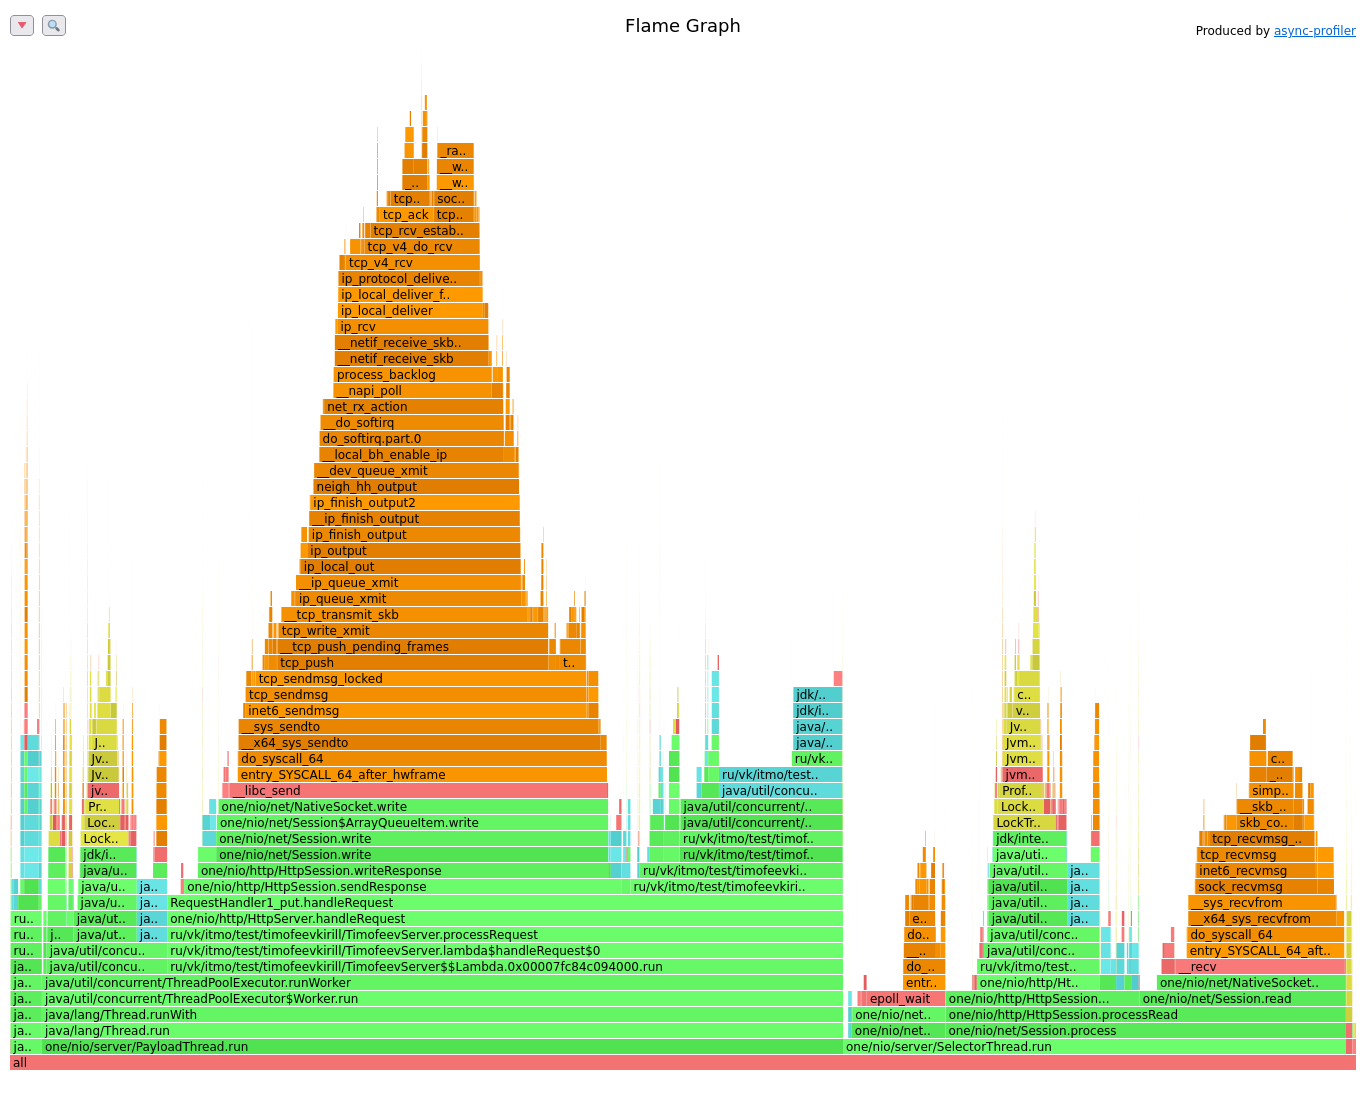 Flame Graph
Produced by async-profiler
_ra..
__w..
_.. __w..
tcp.. soc..
tcp_ack tcp..
tcp_rcv_estab..
tcp_v4_do_rcv
tcp_v4_rcv
ip_protocol_delive..
ip_local_deliver_f..
ip_local_deliver
ip_rcv
__netif_receive_skb..
__netif_receive_skb
process_backlog
__napi_poll
net_rx_action
__do_softirq
do_softirq.part.0
__local_bh_enable_ip
__dev_queue_xmit
neigh_hh_output
ip_finish_output2
__ip_finish_output
ip_finish_output
ip_output
ip_local_out
__ip_queue_xmit
ip_queue_xmit
__tcp_transmit_skb
tcp_write_xmit
__tcp_push_pending_frames
tcp_push t..
tcp_sendmsg_locked
tcp_sendmsg jdk/.. c..
inet6_sendmsg jdk/i.. v..
__sys_sendto java/.. Jv..
J.. __x64_sys_sendto java/.. Jvm..
Jv.. do_syscall_64 ru/vk.. Jvm.. c..
Jv.. entry_SYSCALL_64_after_hwframe ru/vk/itmo/test.. jvm.. _..
jv.. __libc_send java/util/concu.. Prof.. simp..
Pr.. one/nio/net/NativeSocket.write java/util/concurrent/.. Lock.. __skb_..
Loc.. one/nio/net/Session$ArrayQueueItem.write java/util/concurrent/.. LockTr.. skb_co..
Lock.. one/nio/net/Session.write ru/vk/itmo/test/timof.. jdk/inte.. tcp_recvmsg_..
jdk/i.. one/nio/net/Session.write ru/vk/itmo/test/timof.. java/uti.. tcp_recvmsg
java/u.. one/nio/http/HttpSession.writeResponse ru/vk/itmo/test/timeevki.. java/util.. ja.. inet6_recvmsg
java/u.. ja.. one/nio/http/HttpSession.sendResponse ru/vk/itmo/test/timofeevkiri.. java/util.. ja.. sock_recvmsg
java/u.. ja.. RequestHandler1_put.handleRequest java/util.. ja.. __sys_recvfrom
ru.. java/ut.. ja.. one/nio/http/HttpServer.handleRequest e.. java/util.. ja.. __x64_sys_recvfrom
ru.. j.. java/ut.. ja.. ru/vk/itmo/test/timofeevkirill/TimofeevServer.processRequest do.. java/util/conc.. do_syscall_64
ru.. java/util/concu.. ru/vk/itmo/test/timofeevkirill/TimofeevServer.lambda$handleRequest$0 __.. java/util/conc.. entry_SYSCALL_64_aft..
ja.. java/util/concu.. ru/vk/itmo/test/timofeevkirill/TimofeevServer$$Lambda.0x00007fc84c094000.run do_.. ru/vk/itmo/test.. __recv
ja.. java/util/concurrent/ThreadPoolExecutor.runWorker entr.. one/nio/http/Ht.. one/nio/net/NativeSocket..
ja.. java/util/concurrent/ThreadPoolExecutor$Worker.run epoll_wait one/nio/http/HttpSession... one/nio/net/Session.read
ja.. java/lang/Thread.runWith one/nio/net.. one/nio/http/HttpSession.processRead
ja.. java/lang/Thread.run one/nio/net.. one/nio/net/Session.process
ja.. one/nio/server/PayloadThread.run one/nio/server/SelectorThread.run
all